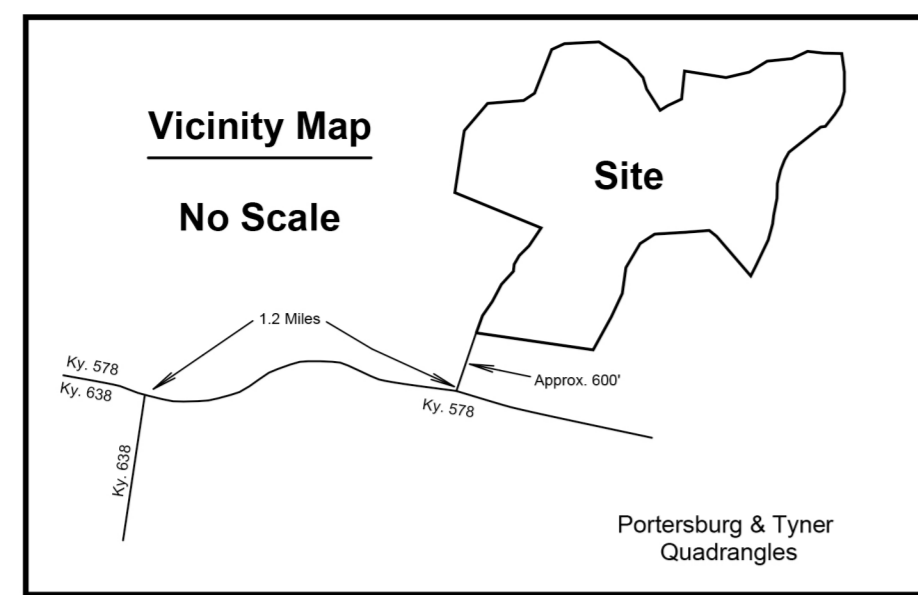 Vicinity Map
No Scale
Site
1.2 Miles
Approx. 600'
Ky. 578
Ky. 638
Ky. 638
Ky. 578
Portersburg & Tyner
Quadrangles